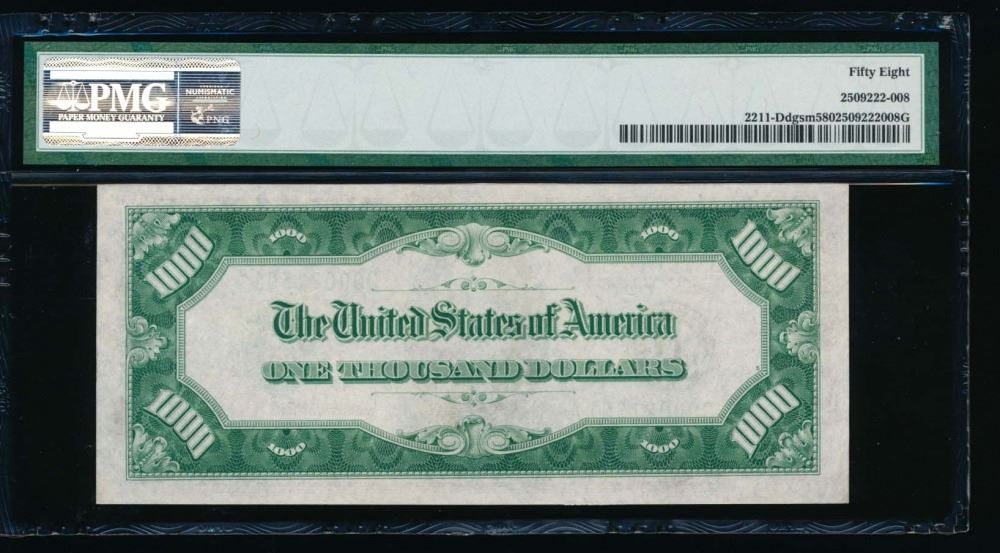 PMG
PAPER MONEY GUARANTY
NUMISMATIC
PNG
Fifty Eight
2509222-008
2211-Ddgsm5802509222008G
1000
1000
1000
1000
The United States of America
ONE THOUSAND DOLLARS
1000
1000
1000
1000